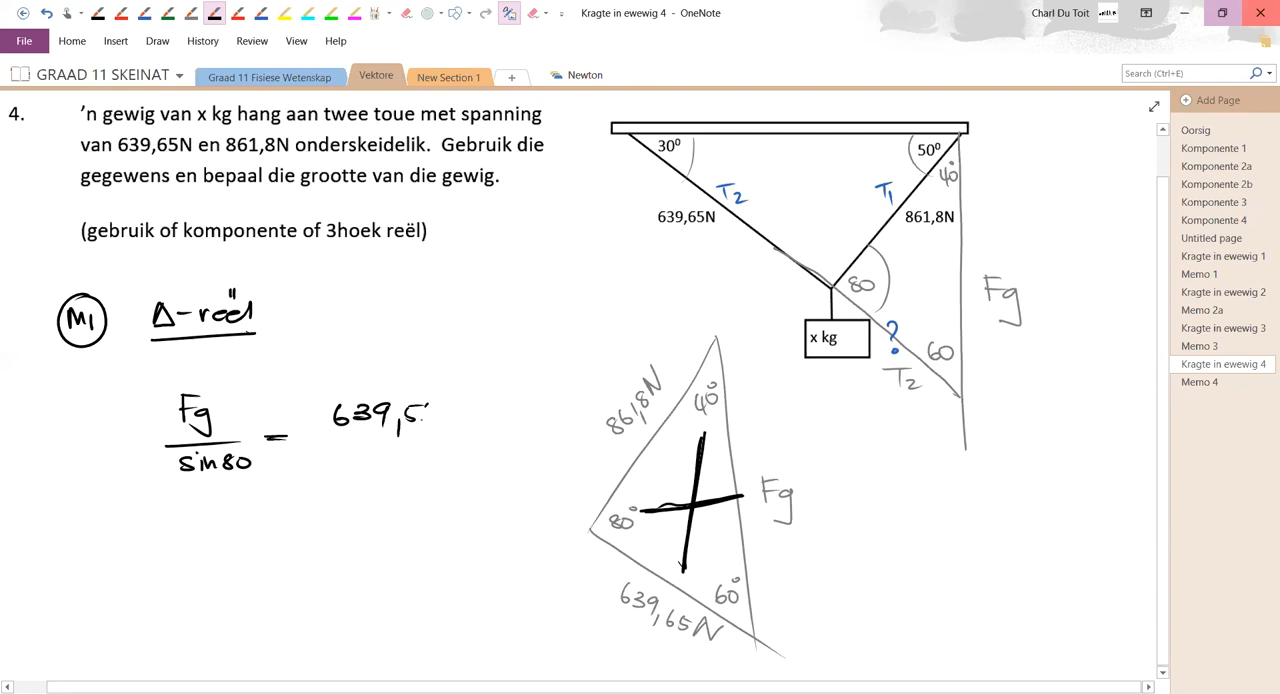 Kragte in ewewig 4 - OneNote
Charl Du Toit
File Home Insert Draw History Review View Help
GRAAD 11 SKEINAT
Graad 11 Fisiese Wetenskap
Vektore
New Section 1
+
Newton
Search (Ctrl+E)
4. 'n gewig van x kg hang aan twee toue met spanning
van 639,65N en 861,8N onderskeidelik. Gebruik die
gegewens en bepaal die grootte van die gewig.
(gebruik of komponente of 3hoek reël)
M1 Δ-reël
Fg
sin80
=
639,5
30⁰
50⁰
40°
T2
T1
639,65N
861,8N
80
Fg
x kg
?
T2
60
861,8N
40°
Fg
80°
60°
639,65N
Add Page
Oorsig
Komponente 1
Komponente 2a
Komponente 2b
Komponente 3
Komponente 4
Untitled page
Kragte in ewewig 1
Memo 1
Kragte in ewewig 2
Memo 2a
Kragte in ewewig 3
Memo 3
Kragte in ewewig 4
Memo 4